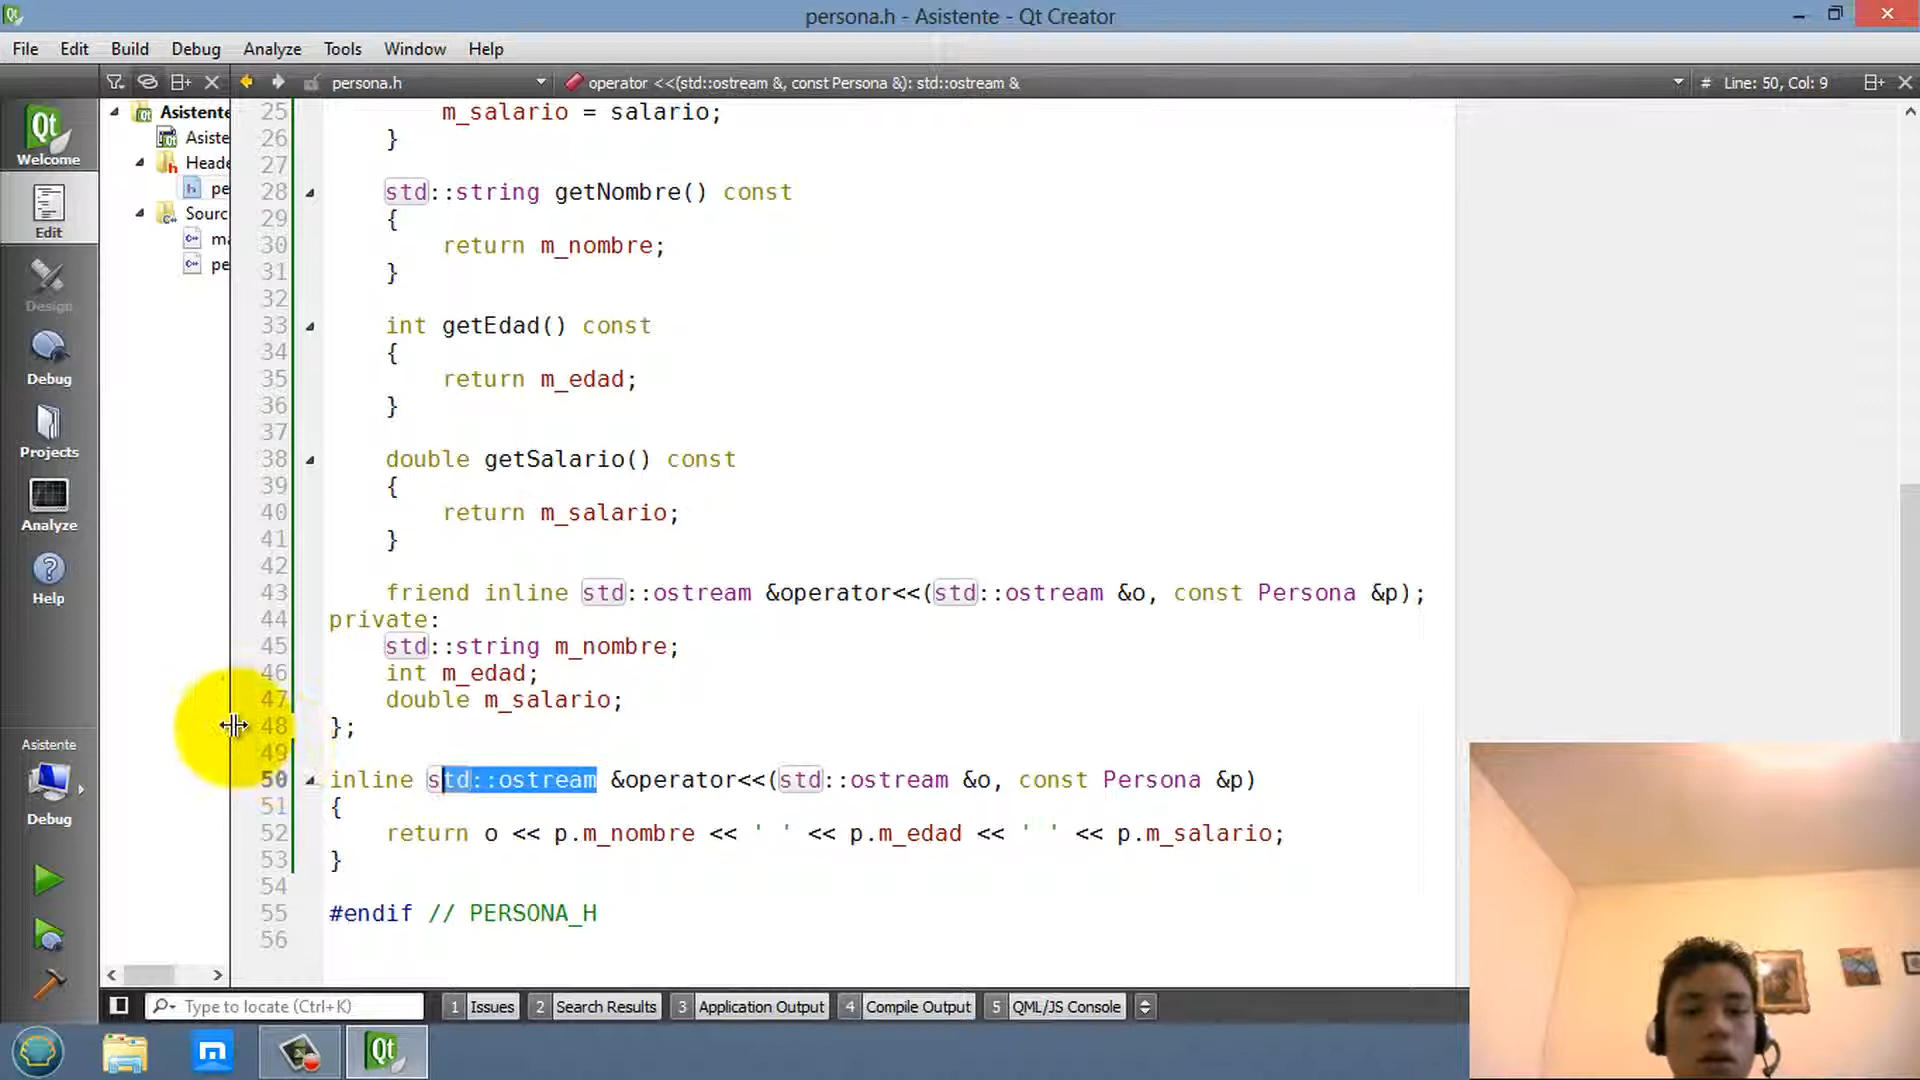 persona.h - Asistente - Qt Creator
File Edit Build Debug Analyze Tools Window Help
persona.h operator <<(std::ostream &, const Persona &): std::ostream & # Line: 50, Col: 9
Welcome
Edit
Design
Debug
Projects
Analyze
Help
Asistente
Debug
Asistente
Asiste
Heade
pe
Sourc
ma
pe
25 m_salario = salario;
26 }
27
28 std::string getNombre() const
29 {
30 return m_nombre;
31 }
32
33 int getEdad() const
34 {
35 return m_edad;
36 }
37
38 double getSalario() const
39 {
40 return m_salario;
41 }
42
43 friend inline std::ostream &operator<<(std::ostream &o, const Persona &p);
44 private:
45 std::string m_nombre;
46 int m_edad;
47 double m_salario;
48 };
49
50 inline std::ostream &operator<<(std::ostream &o, const Persona &p)
51 {
52 return o << p.m_nombre << ' ' << p.m_edad << ' ' << p.m_salario;
53 }
54
55 #endif // PERSONA_H
56
Type to locate (Ctrl+K) 1 Issues 2 Search Results 3 Application Output 4 Compile Output 5 QML/JS Console